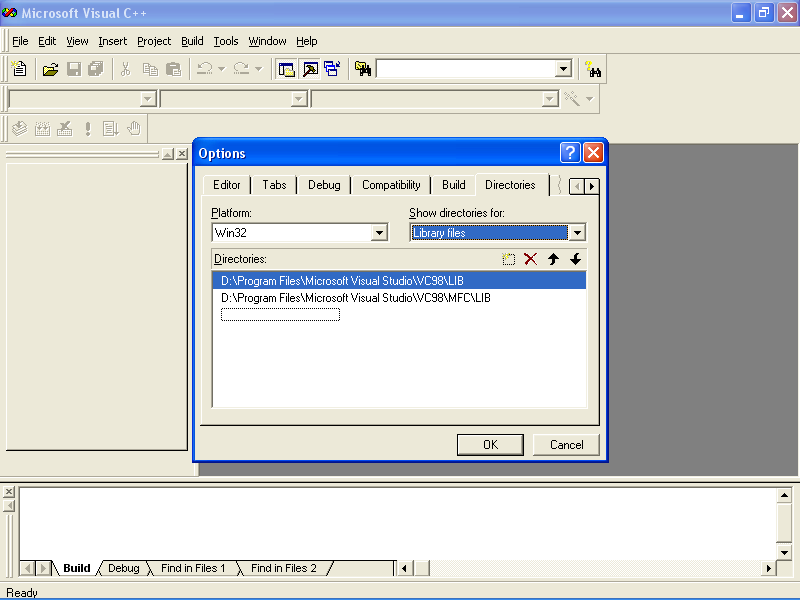 Microsoft Visual C++
File Edit View Insert Project Build Tools Window Help
Options
Editor Tabs Debug Compatibility Build Directories
Platform: Show directories for:
Win32 Library files
Directories:
D:\Program Files\Microsoft Visual Studio\VC98\LIB
D:\Program Files\Microsoft Visual Studio\VC98\MFC\LIB
OK Cancel
Build Debug Find in Files 1 Find in Files 2
Ready